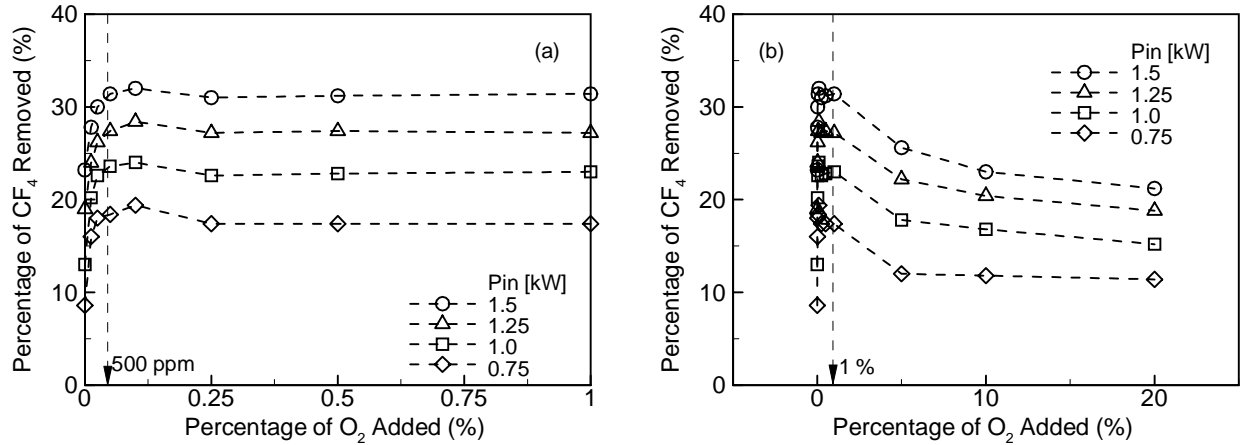 Percentage of CF4 Removed (%)
40
30
20
10
0
(a)
Pin [kW]
1.5
1.25
1.0
0.75
500 ppm
0 0.25 0.5 0.75 1
Percentage of O2 Added (%)
Percentage of CF4 Removed (%)
40
30
20
10
0
(b)
Pin [kW]
1.5
1.25
1.0
0.75
1 %
0 10 20
Percentage of O2 Added (%)